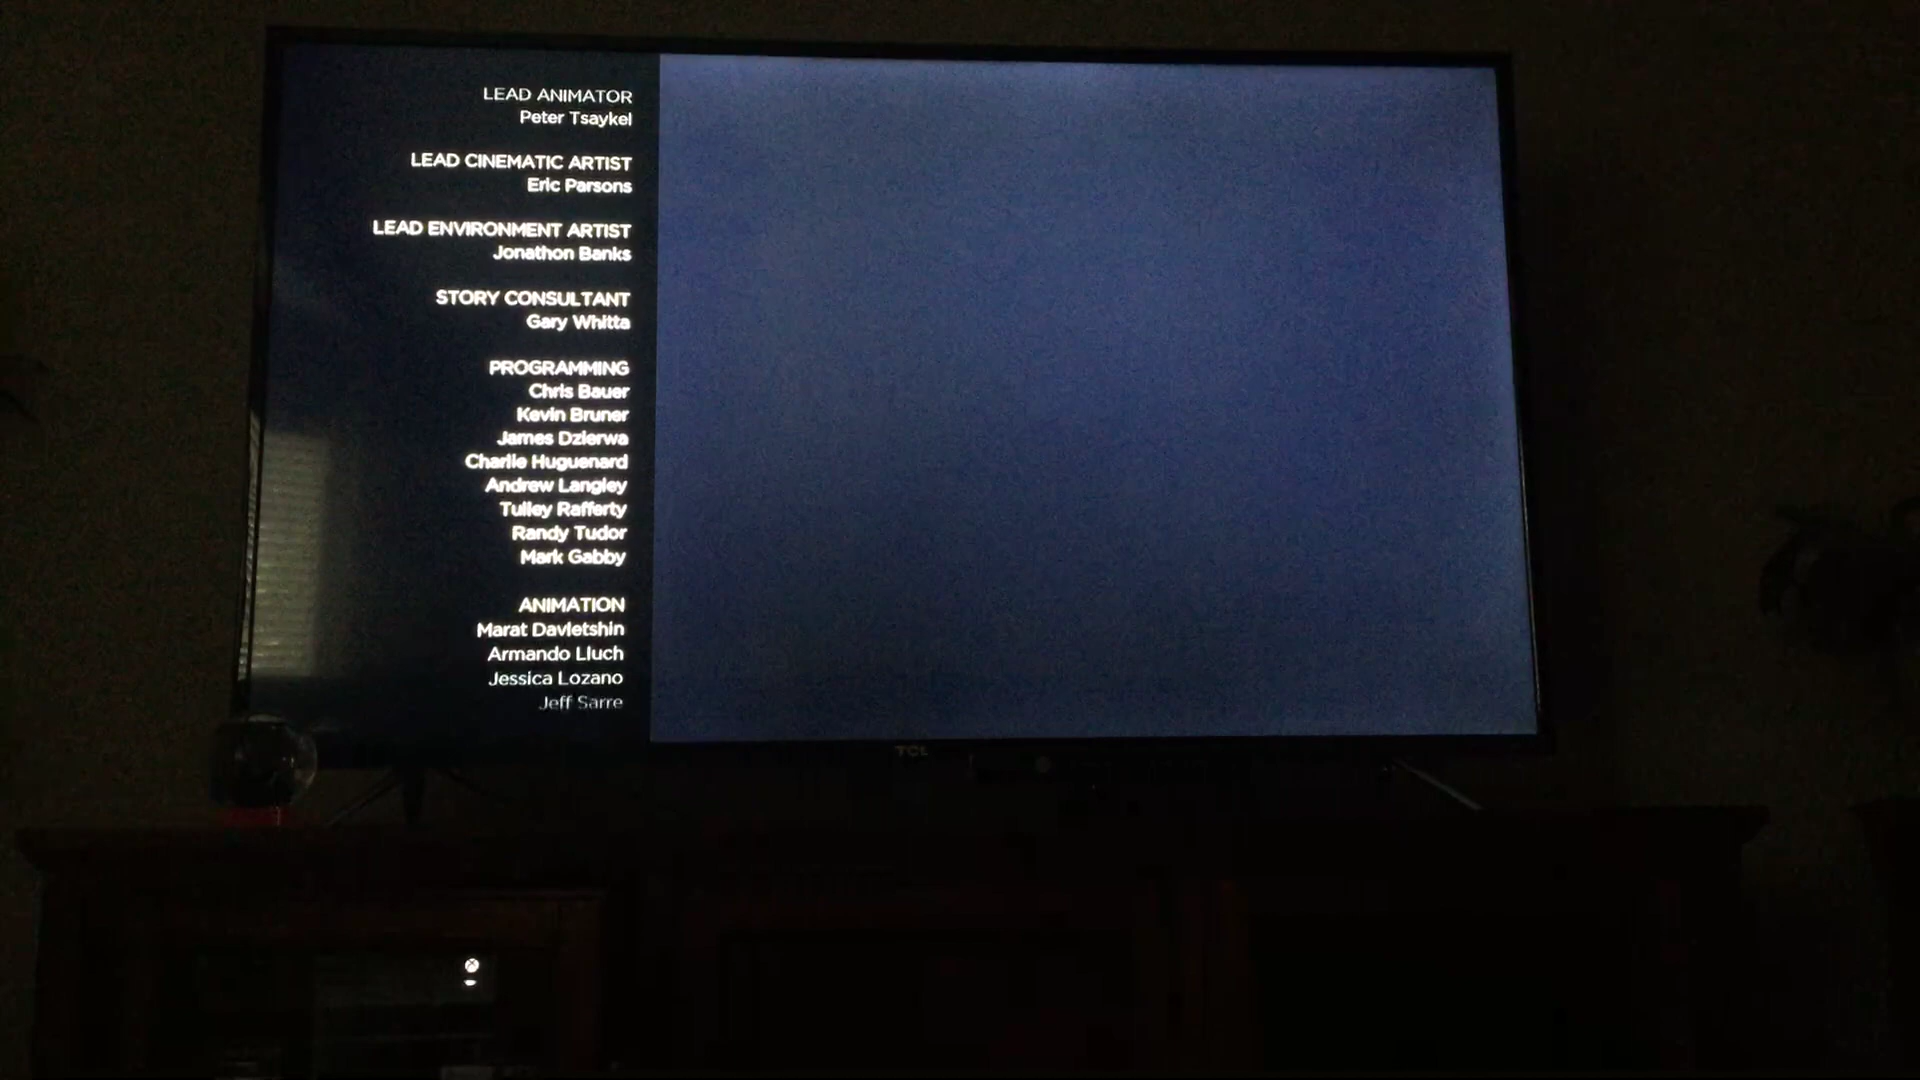 LEAD ANIMATOR
Peter Tsaykel
LEAD CINEMATIC ARTIST
Eric Parsons
LEAD ENVIRONMENT ARTIST
Jonathon Banks
STORY CONSULTANT
Gary Whitta
PROGRAMMING
Chris Bauer
Kevin Bruner
James Dzierwa
Charlie Huguenard
Andrew Langley
Tulley Rafferty
Randy Tudor
Mark Gabby
ANIMATION
Marat Davletshin
Armando Lluch
Jessica Lozano
Jeff Sarre
TCL